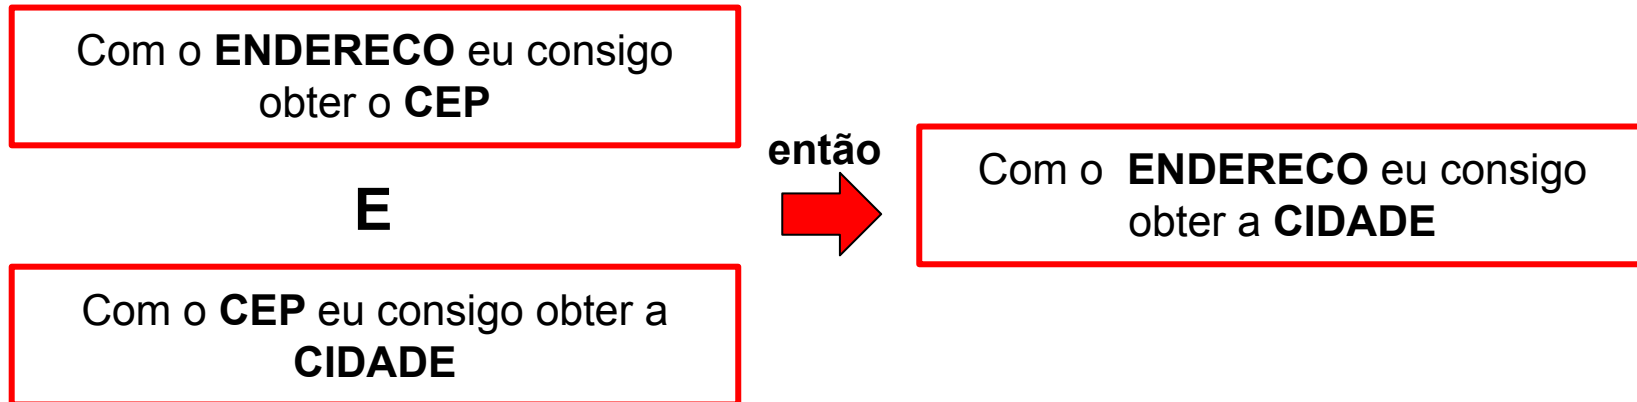 Com o ENDERECO eu consigo
obter o CEP
E
Com o CEP eu consigo obter a
CIDADE
então
Com o ENDERECO eu consigo
obter a CIDADE